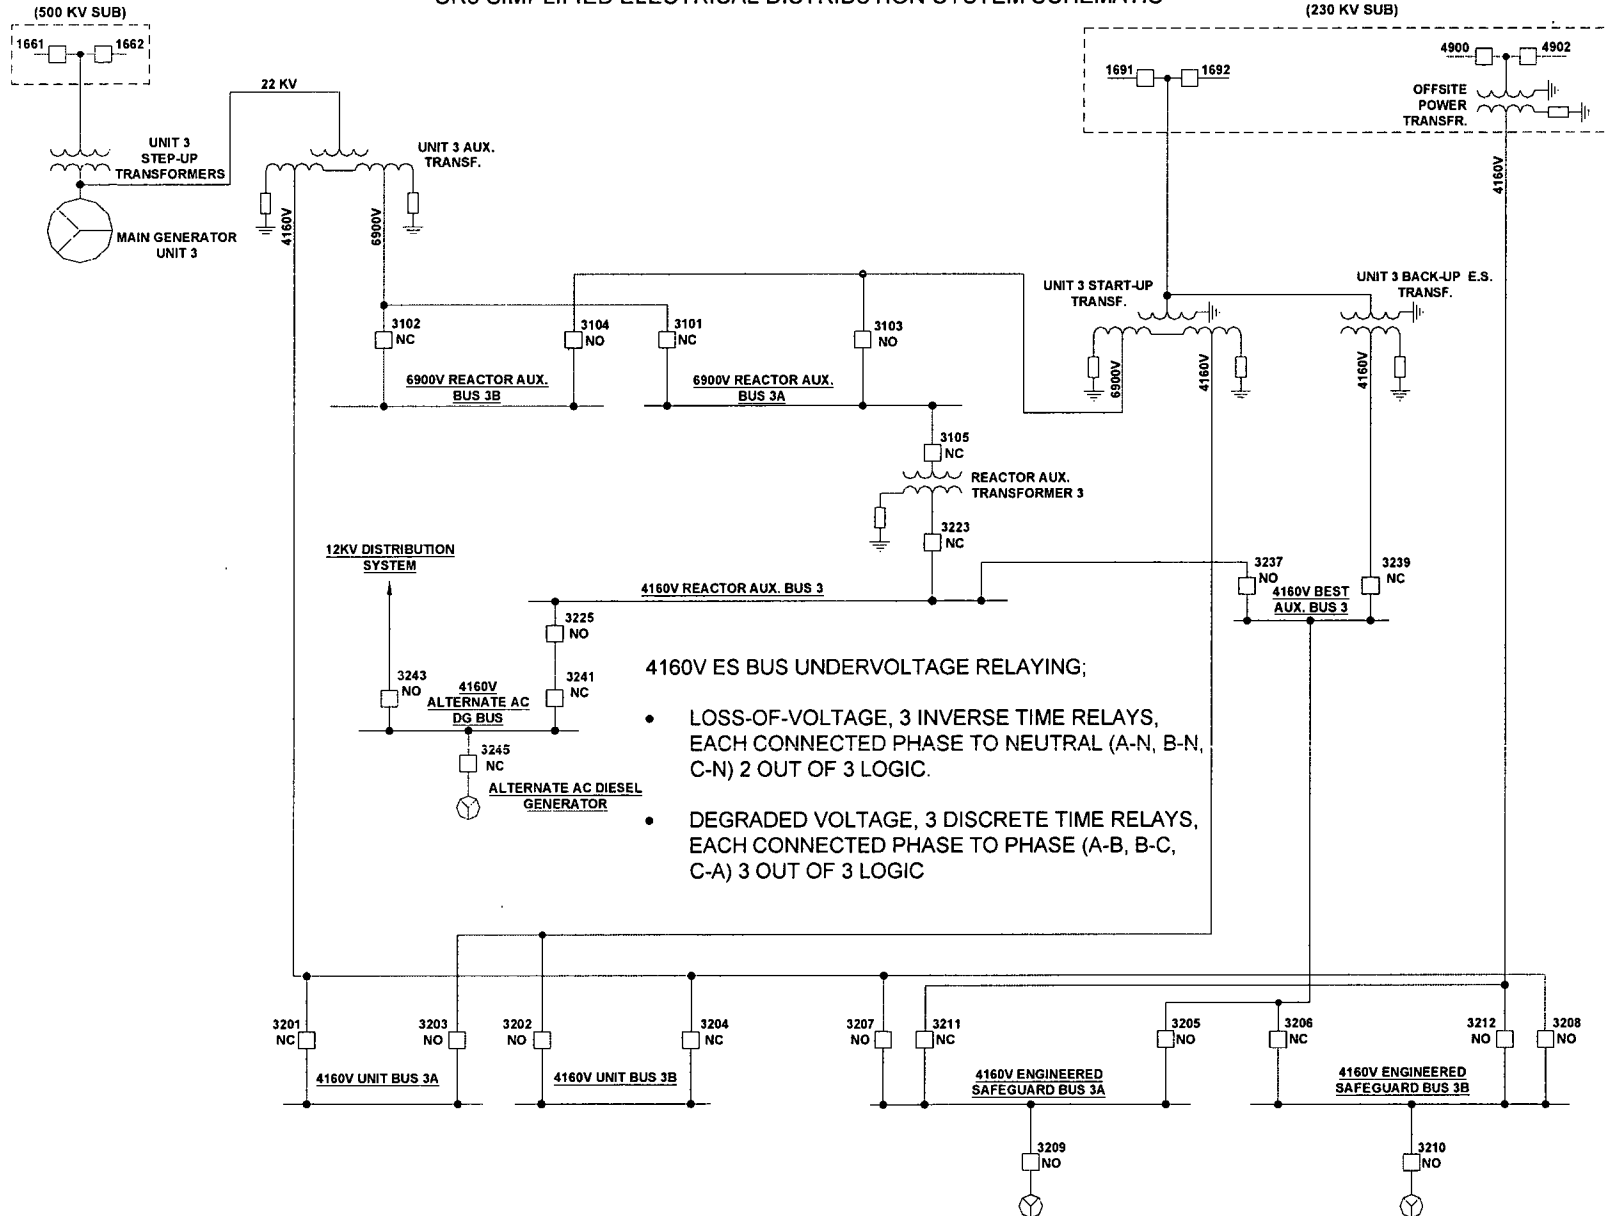 (500 KV SUB)
(230 KV SUB)
1661
1662
1691
1692
4900
4902
OFFSITE
POWER
TRANSFR.
22 KV
UNIT 3
STEP-UP
TRANSFORMERS
UNIT 3 AUX.
TRANSF.
MAIN GENERATOR
UNIT 3
4160V
6900V
4160V
UNIT 3 START-UP
TRANSF.
UNIT 3 BACK-UP E.S.
TRANSF.
3102
NC
3104
NO
3101
NC
3103
NO
6900V
4160V
4160V
6900V REACTOR AUX.
BUS 3B
6900V REACTOR AUX.
BUS 3A
3105
NC
REACTOR AUX.
TRANSFORMER 3
3223
NC
12KV DISTRIBUTION
SYSTEM
4160V REACTOR AUX. BUS 3
3237
NO
3239
NC
4160V BEST
AUX. BUS 3
3225
NO
3243
NO
4160V
ALTERNATE AC
DG BUS
3241
NC
3245
NC
ALTERNATE AC DIESEL
GENERATOR
4160V ES BUS UNDERVOLTAGE RELAYING;
• LOSS-OF-VOLTAGE, 3 INVERSE TIME RELAYS,
EACH CONNECTED PHASE TO NEUTRAL (A-N, B-N,
C-N) 2 OUT OF 3 LOGIC.
• DEGRADED VOLTAGE, 3 DISCRETE TIME RELAYS,
EACH CONNECTED PHASE TO PHASE (A-B, B-C,
C-A) 3 OUT OF 3 LOGIC
3201
NC
3203
NO
3202
NO
3204
NC
3207
NO
3211
NC
3205
NO
3206
NC
3212
NO
3208
NO
4160V UNIT BUS 3A
4160V UNIT BUS 3B
4160V ENGINEERED
SAFEGUARD BUS 3A
4160V ENGINEERED
SAFEGUARD BUS 3B
3209
NO
3210
NO